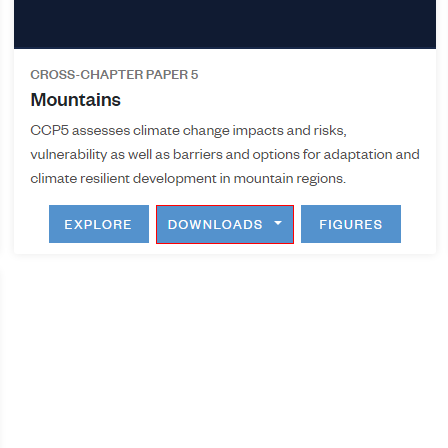 CROSS-CHAPTER PAPER 5
Mountains
CCP5 assesses climate change impacts and risks,
vulnerability as well as barriers and options for adaptation and
climate resilient development in mountain regions.
EXPLORE
DOWNLOADS
FIGURES